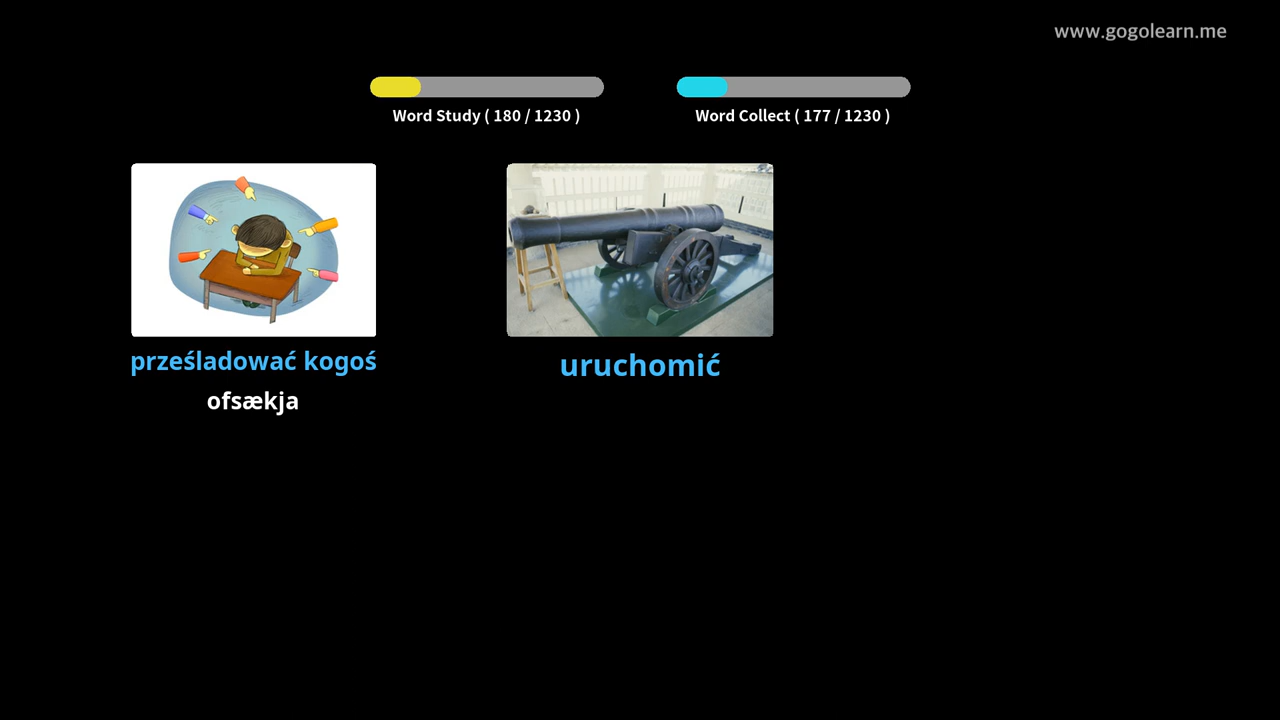 www.gogolearn.me
Word Study ( 180 / 1230 )
Word Collect ( 177 / 1230 )
prześladować kogoś
ofsækja
uruchomić